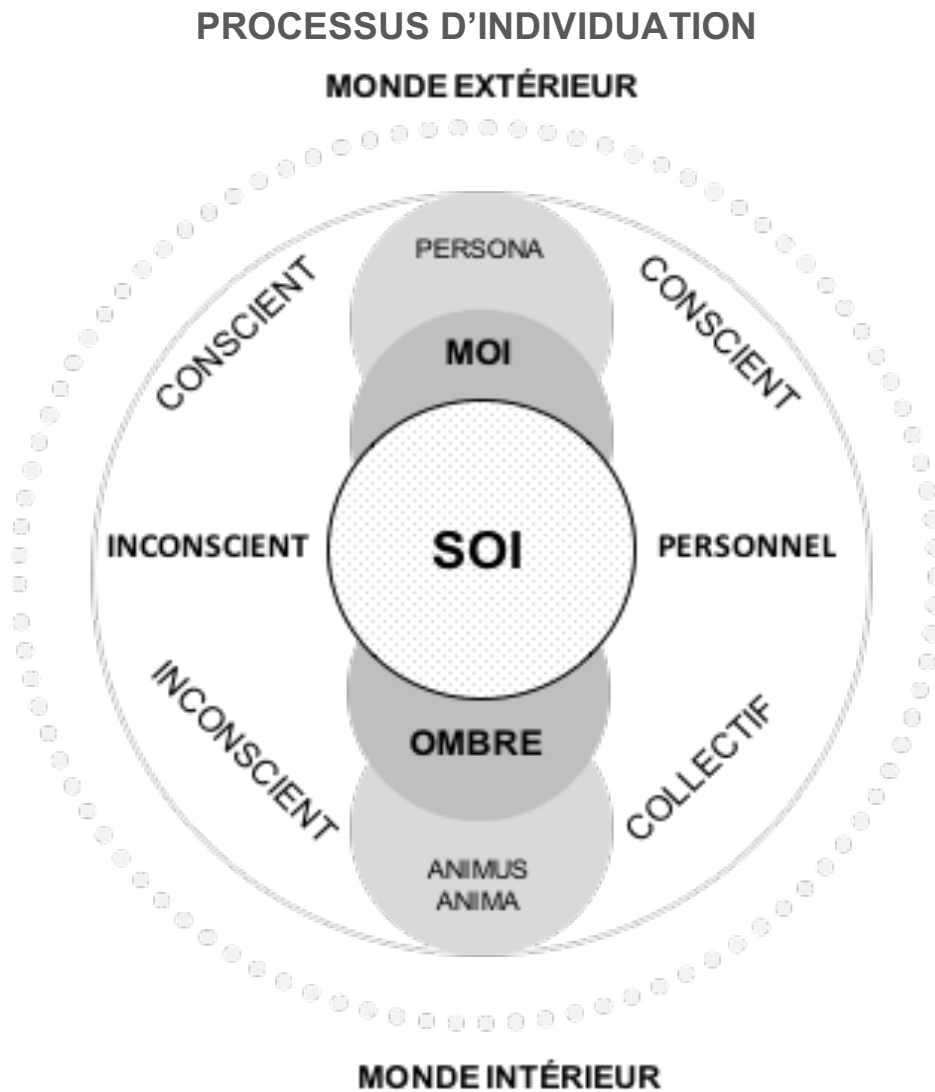 PROCESSUS D'INDIVIDUATION
MONDE EXTÉRIEUR
PERSONA
CONSCIENT
CONSCIENT
MOI
INCONSCIENT
SOI
PERSONNEL
INCONSCIENT
OMBRE
COLLECTIF
ANIMUS
ANIMA
MONDE INTÉRIEUR